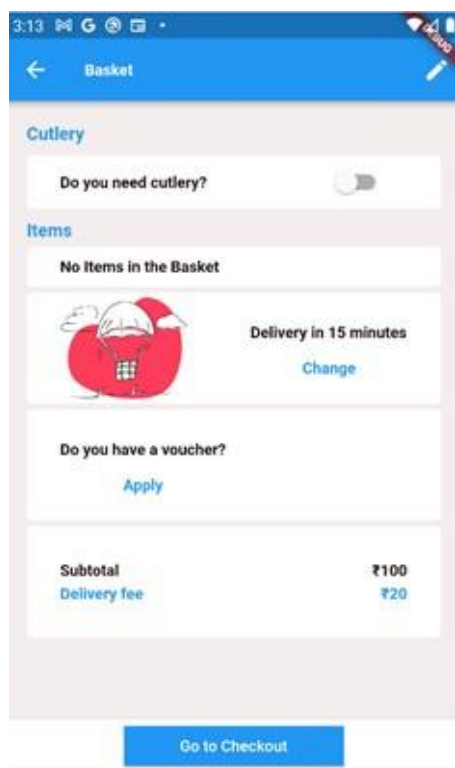 3:13
DEBUG
Basket
Cutlery
Do you need cutlery?
Items
No Items in the Basket
Delivery in 15 minutes
Change
Do you have a voucher?
Apply
Subtotal ₹100
Delivery fee ₹20
Go to Checkout